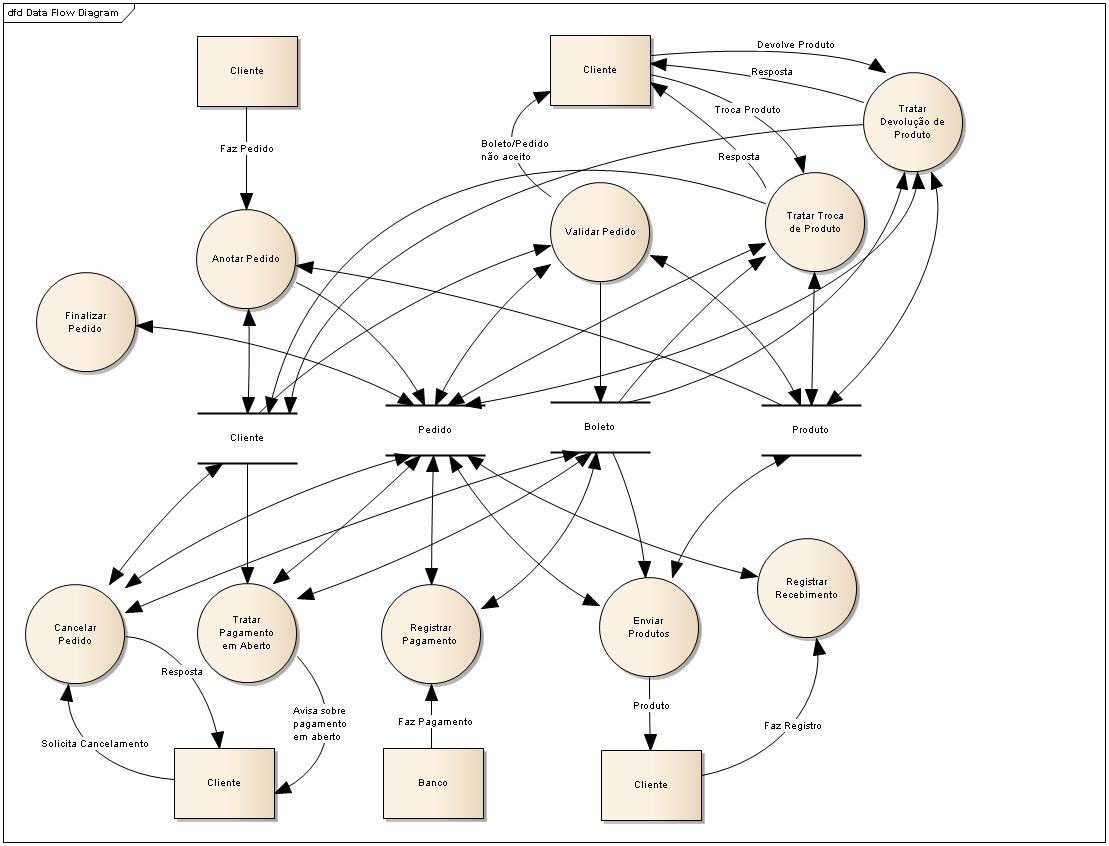 dfd Data Flow Diagram
Cliente
Cliente
Devolve Produto
Resposta
Troca Produto
Tratar
Devolução de
Produto
Faz Pedido
Boleto/Pedido
não aceito
Resposta
Anotar Pedido
Validar Pedido
Tratar Troca
de Produto
Finalizar
Pedido
Cliente
Pedido
Boleto
Produto
Cancelar
Pedido
Tratar
Pagamento
em Aberto
Registrar
Pagamento
Enviar
Produtos
Registrar
Recebimento
Resposta
Avisa sobre
pagamento
em aberto
Faz Pagamento
Produto
Faz Registro
Solicita Cancelamento
Cliente
Banco
Cliente